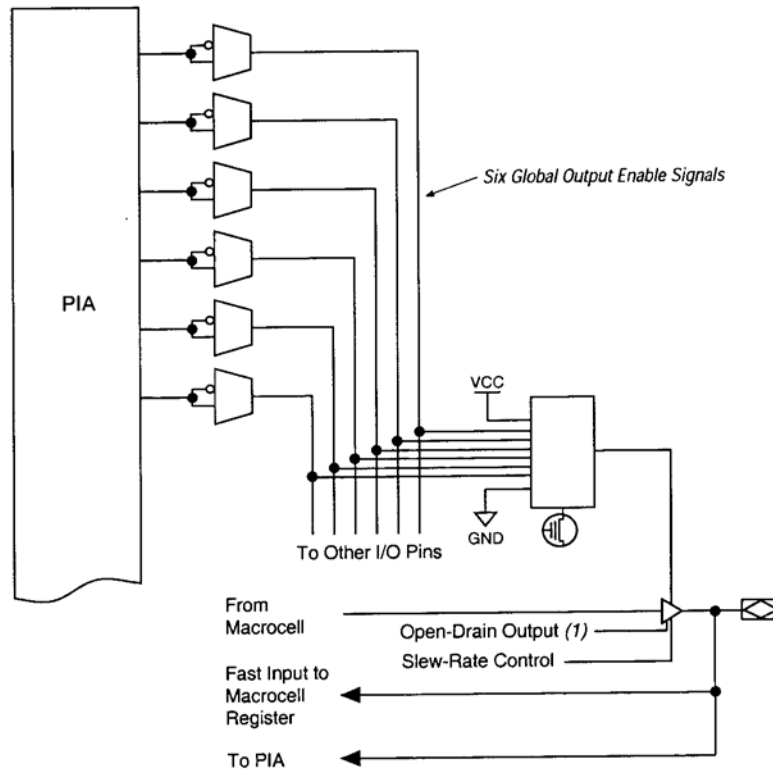 Six Global Output Enable Signals
PIA
VCC
GND
To Other I/O Pins
From
Macrocell
Open-Drain Output (1)
Slew-Rate Control
Fast Input to
Macrocell
Register
To PIA